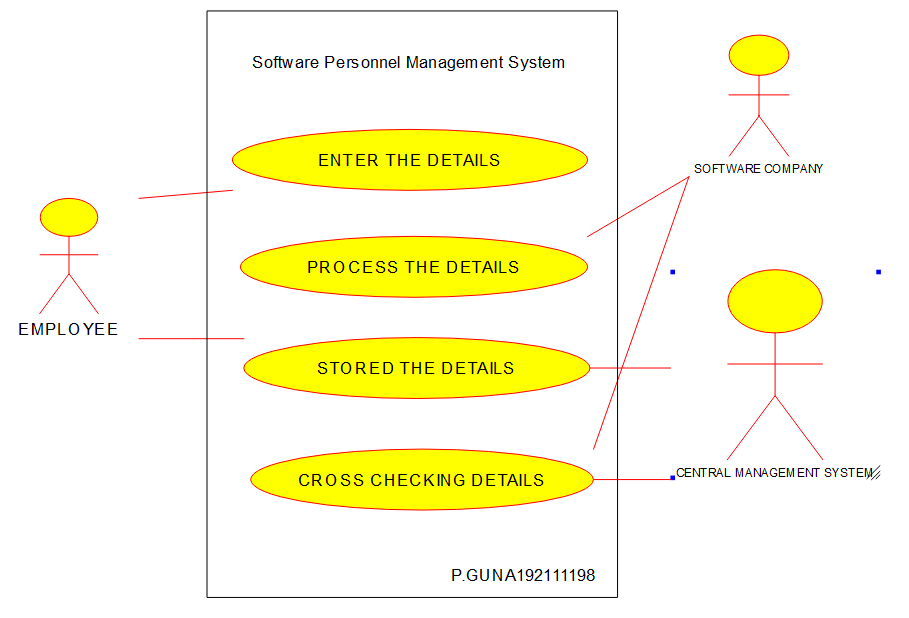 Software Personnel Management System
SOFTWARE COMPANY
ENTER THE DETAILS
PROCESS THE DETAILS
EMPLOYEE
STORED THE DETAILS
CROSS CHECKING DETAILS
CENTRAL MANAGEMENT SYSTEM
P.GUNA192111198